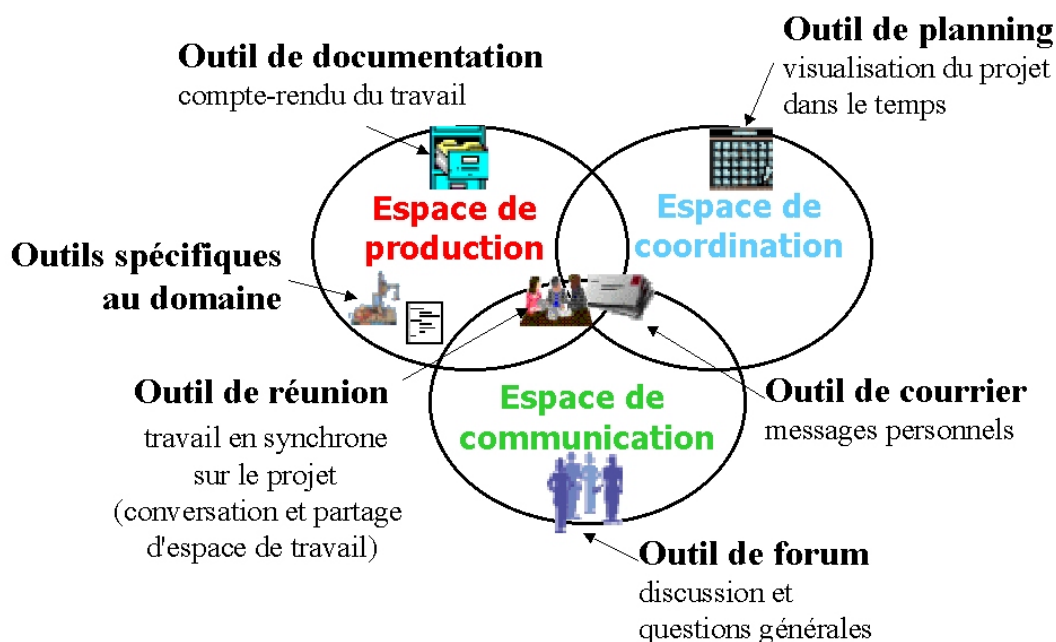 Outil de documentation
compte-rendu du travail
Outil de planning
visualisation du projet
dans le temps
Espace de
production
Espace de
coordination
Outils spécifiques
au domaine
Outil de réunion
travail en synchrone
sur le projet
(conversation et partage
d'espace de travail)
Espace de
communication
Outil de courrier
messages personnels
Outil de forum
discussion et
questions générales